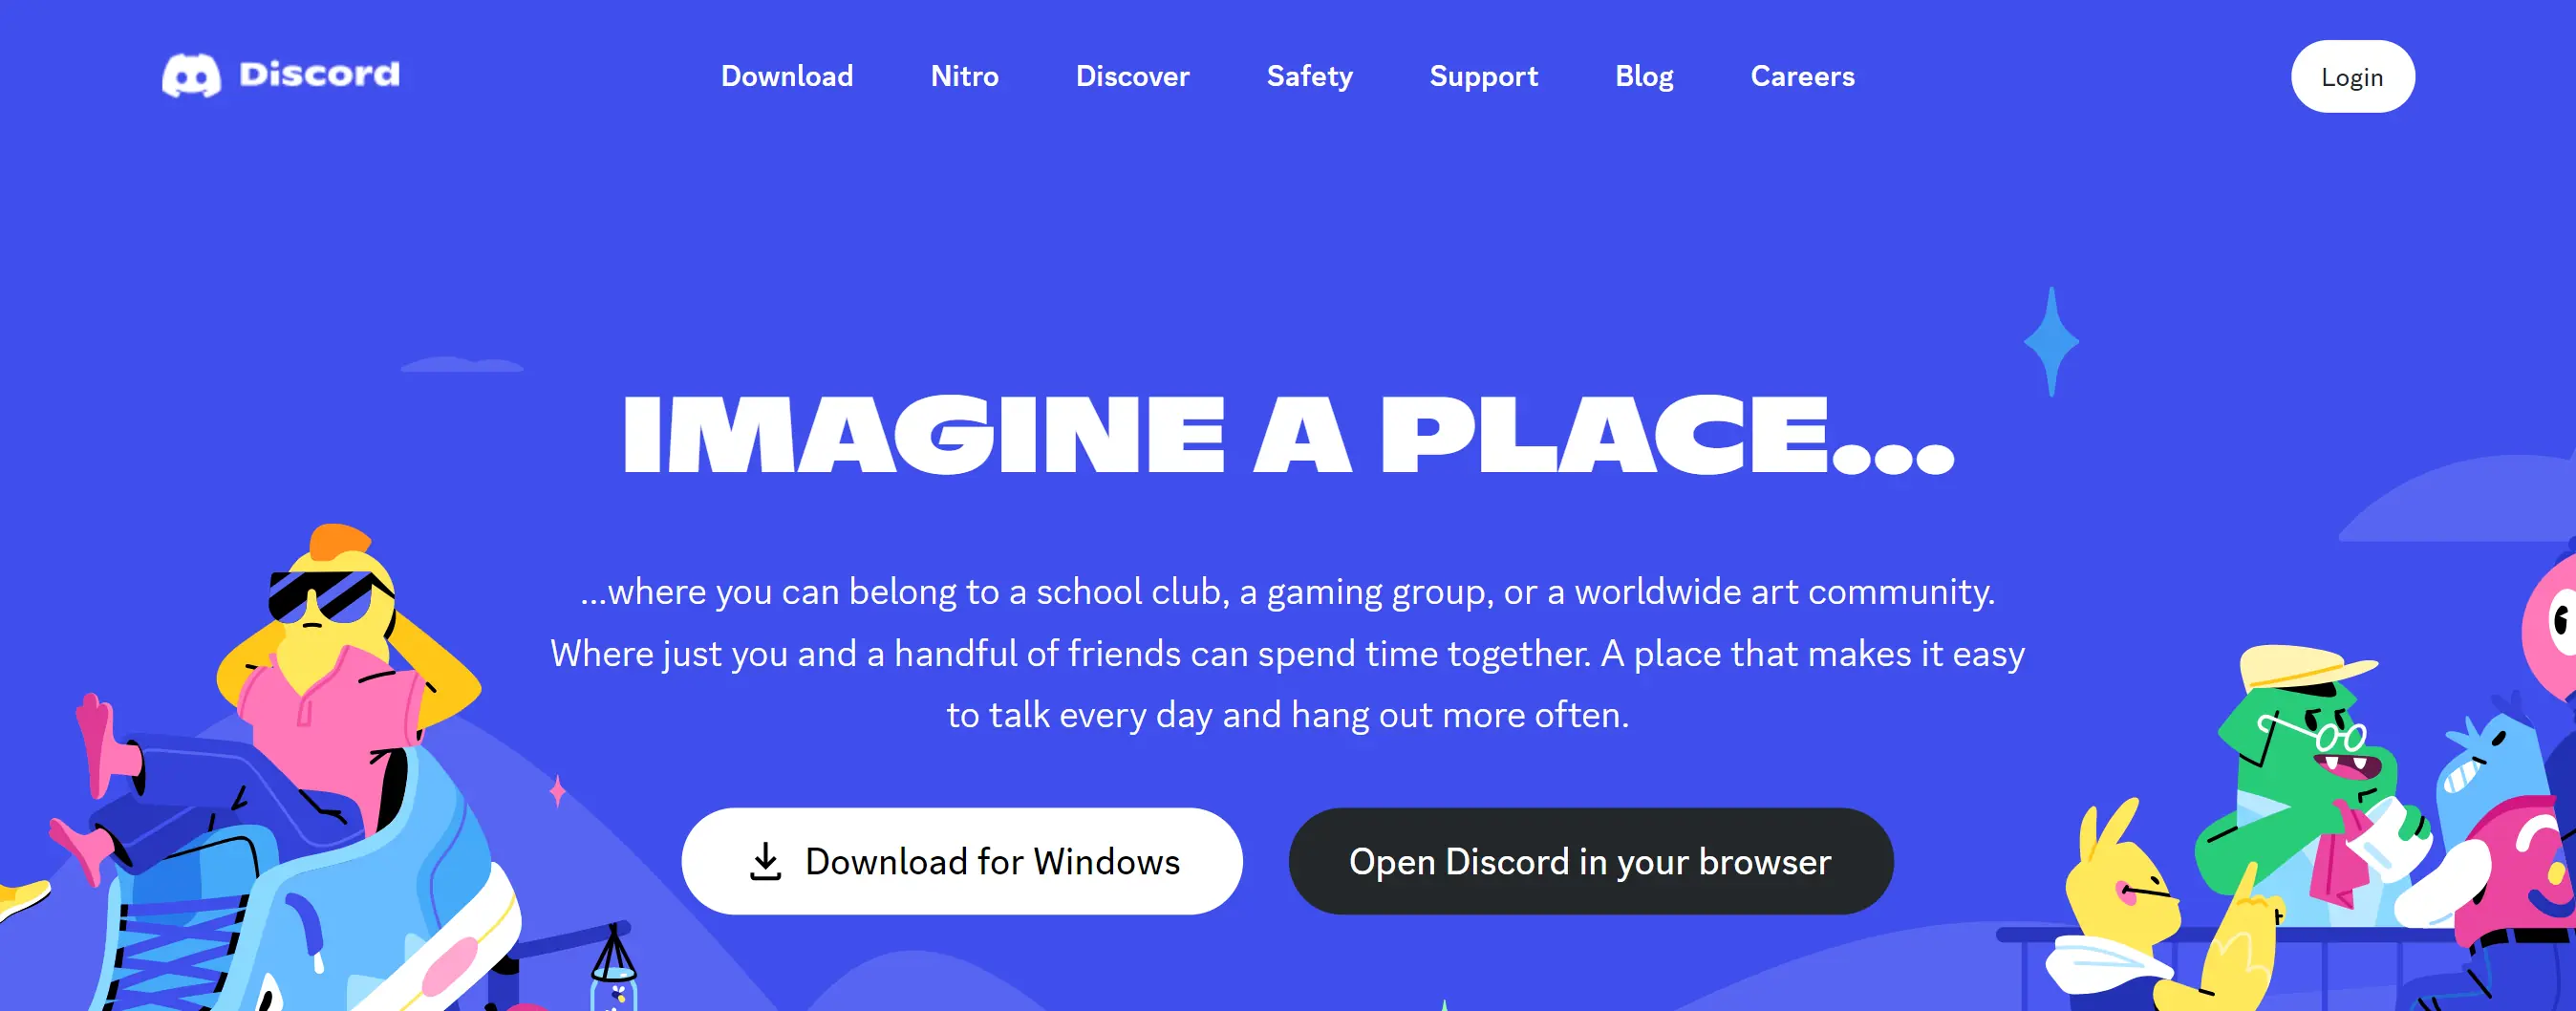 Discord
Download Nitro Discover Safety Support Blog Careers
Login
IMAGINE A PLACE...
...where you can belong to a school club, a gaming group, or a worldwide art community.
Where just you and a handful of friends can spend time together. A place that makes it easy
to talk every day and hang out more often.
Download for Windows
Open Discord in your browser